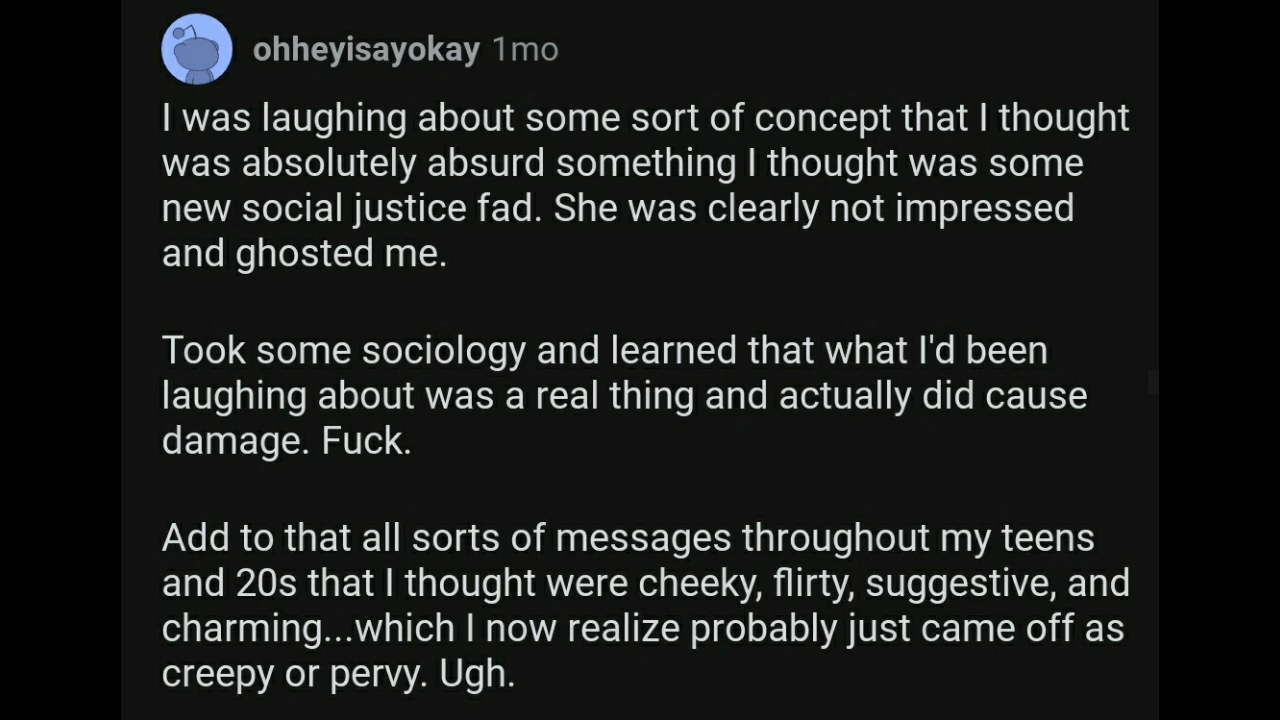 ohheyisayokay 1mo
I was laughing about some sort of concept that I thought
was absolutely absurd something I thought was some
new social justice fad. She was clearly not impressed
and ghosted me.
Took some sociology and learned that what I'd been
laughing about was a real thing and actually did cause
damage. Fuck.
Add to that all sorts of messages throughout my teens
and 20s that I thought were cheeky, flirty, suggestive, and
charming...which I now realize probably just came off as
creepy or pervy. Ugh.